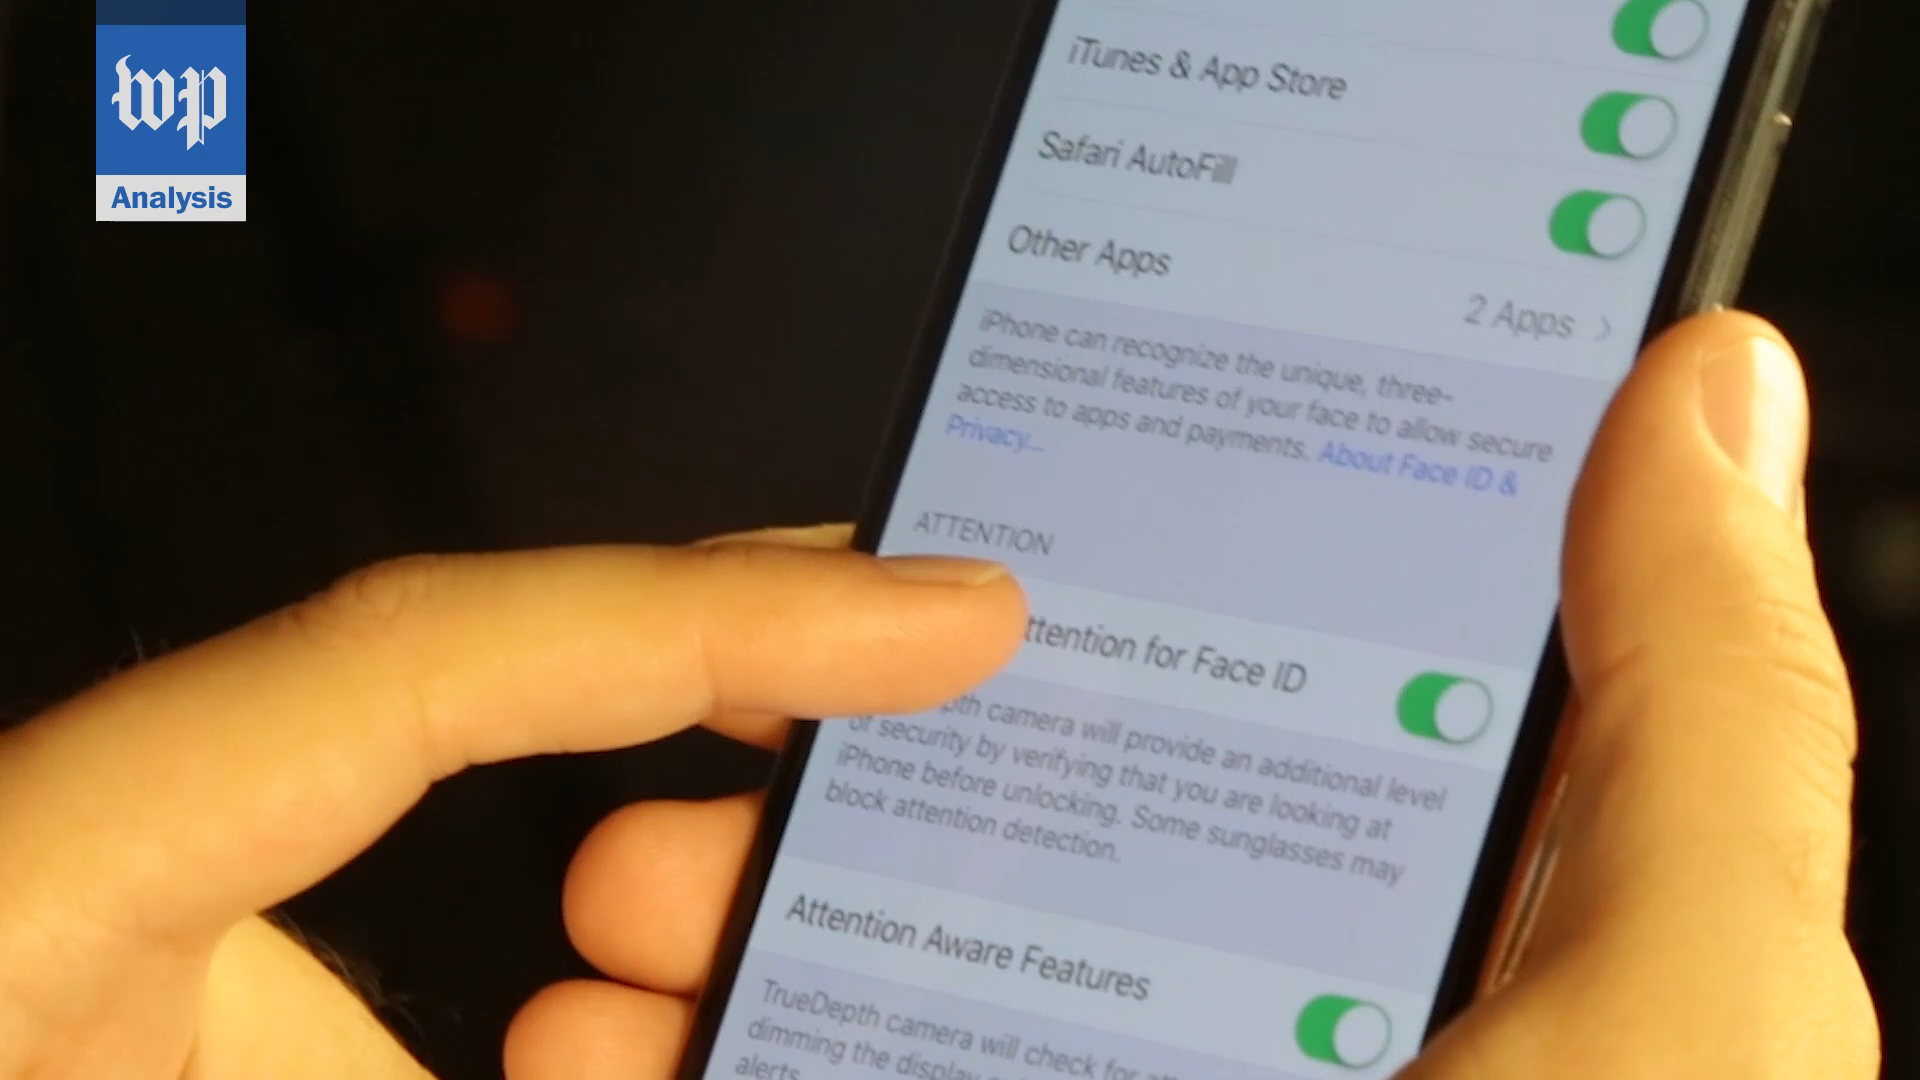 wp
Analysis
iTunes & App Store
Safari AutoFill
Other Apps
2 Apps
iPhone can recognize the unique, three-
dimensional features of your face to allow secure
access to apps and payments. About Face ID &
Privacy...
ATTENTION
ttention for Face ID
pth camera will provide an additional level
of security by verifying that you are looking at
iPhone before unlocking. Some sunglasses may
block attention detection.
Attention Aware Features
TrueDepth camera will check for
dimming the display
alerts